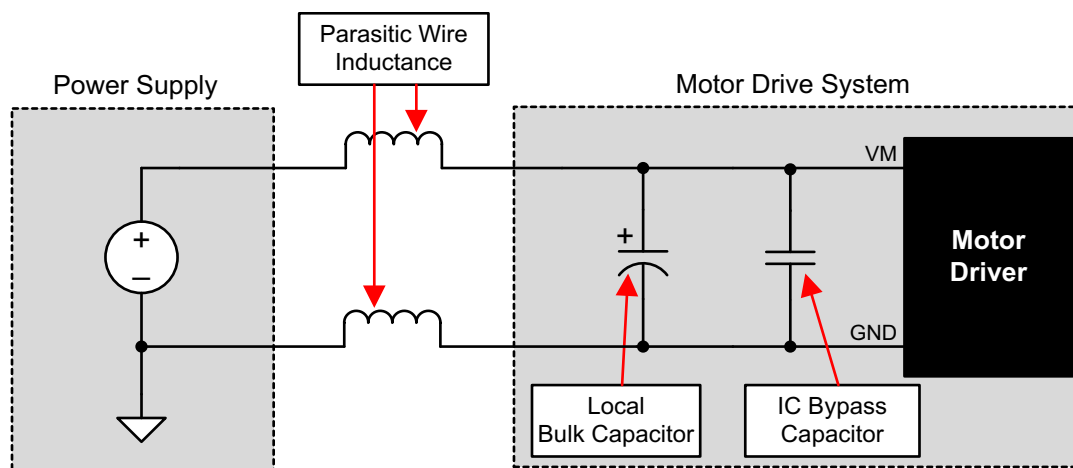 Parasitic Wire
Inductance
Power Supply
Motor Drive System
VM
+
+
–
Motor
Driver
GND
Local
Bulk Capacitor
IC Bypass
Capacitor